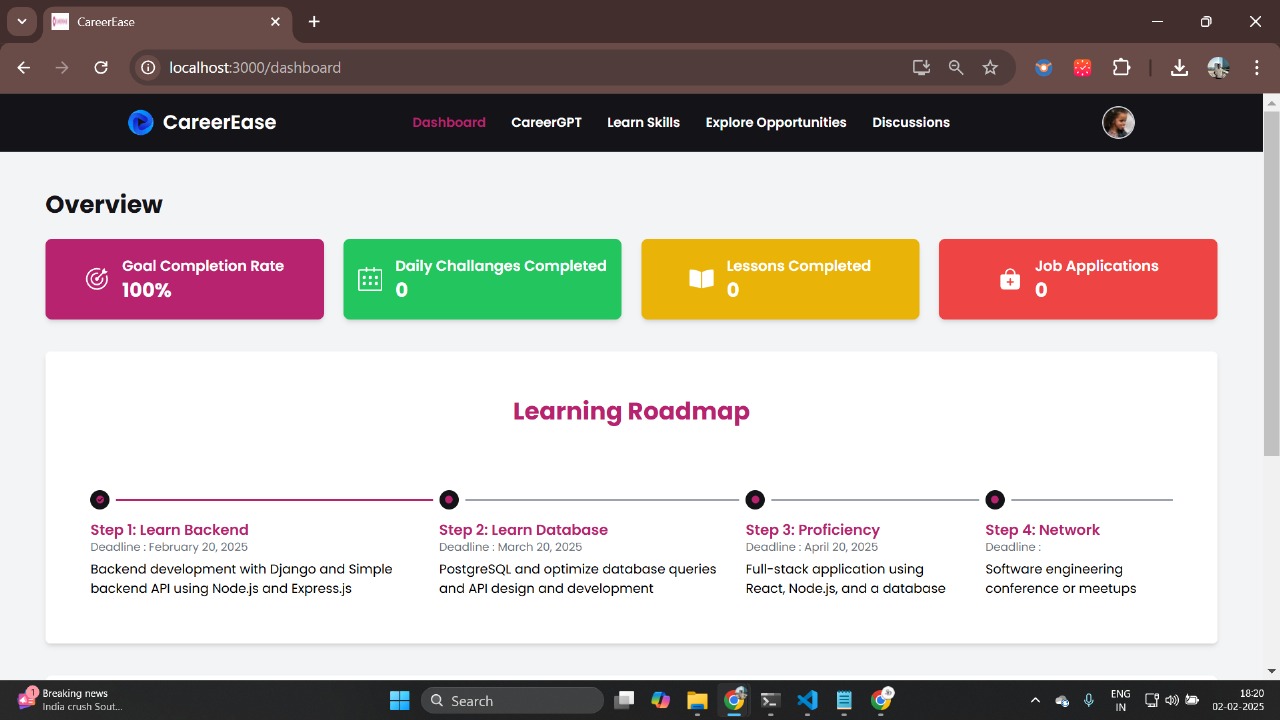 CareerEase
localhost:3000/dashboard
CareerEase
Dashboard
CareerGPT
Learn Skills
Explore Opportunities
Discussions
Overview
Goal Completion Rate
100%
Daily Challanges Completed
0
Lessons Completed
0
Job Applications
0
Learning Roadmap
Step 1: Learn Backend
Deadline : February 20, 2025
Backend development with Django and Simple
backend API using Node.js and Express.js
Step 2: Learn Database
Deadline : March 20, 2025
PostgreSQL and optimize database queries
and API design and development
Step 3: Proficiency
Deadline : April 20, 2025
Full-stack application using
React, Node.js, and a database
Step 4: Network
Deadline :
Software engineering
conference or meetups
1
Breaking news
India crush Sout...
Search
ENG
IN
18:20
02-02-2025